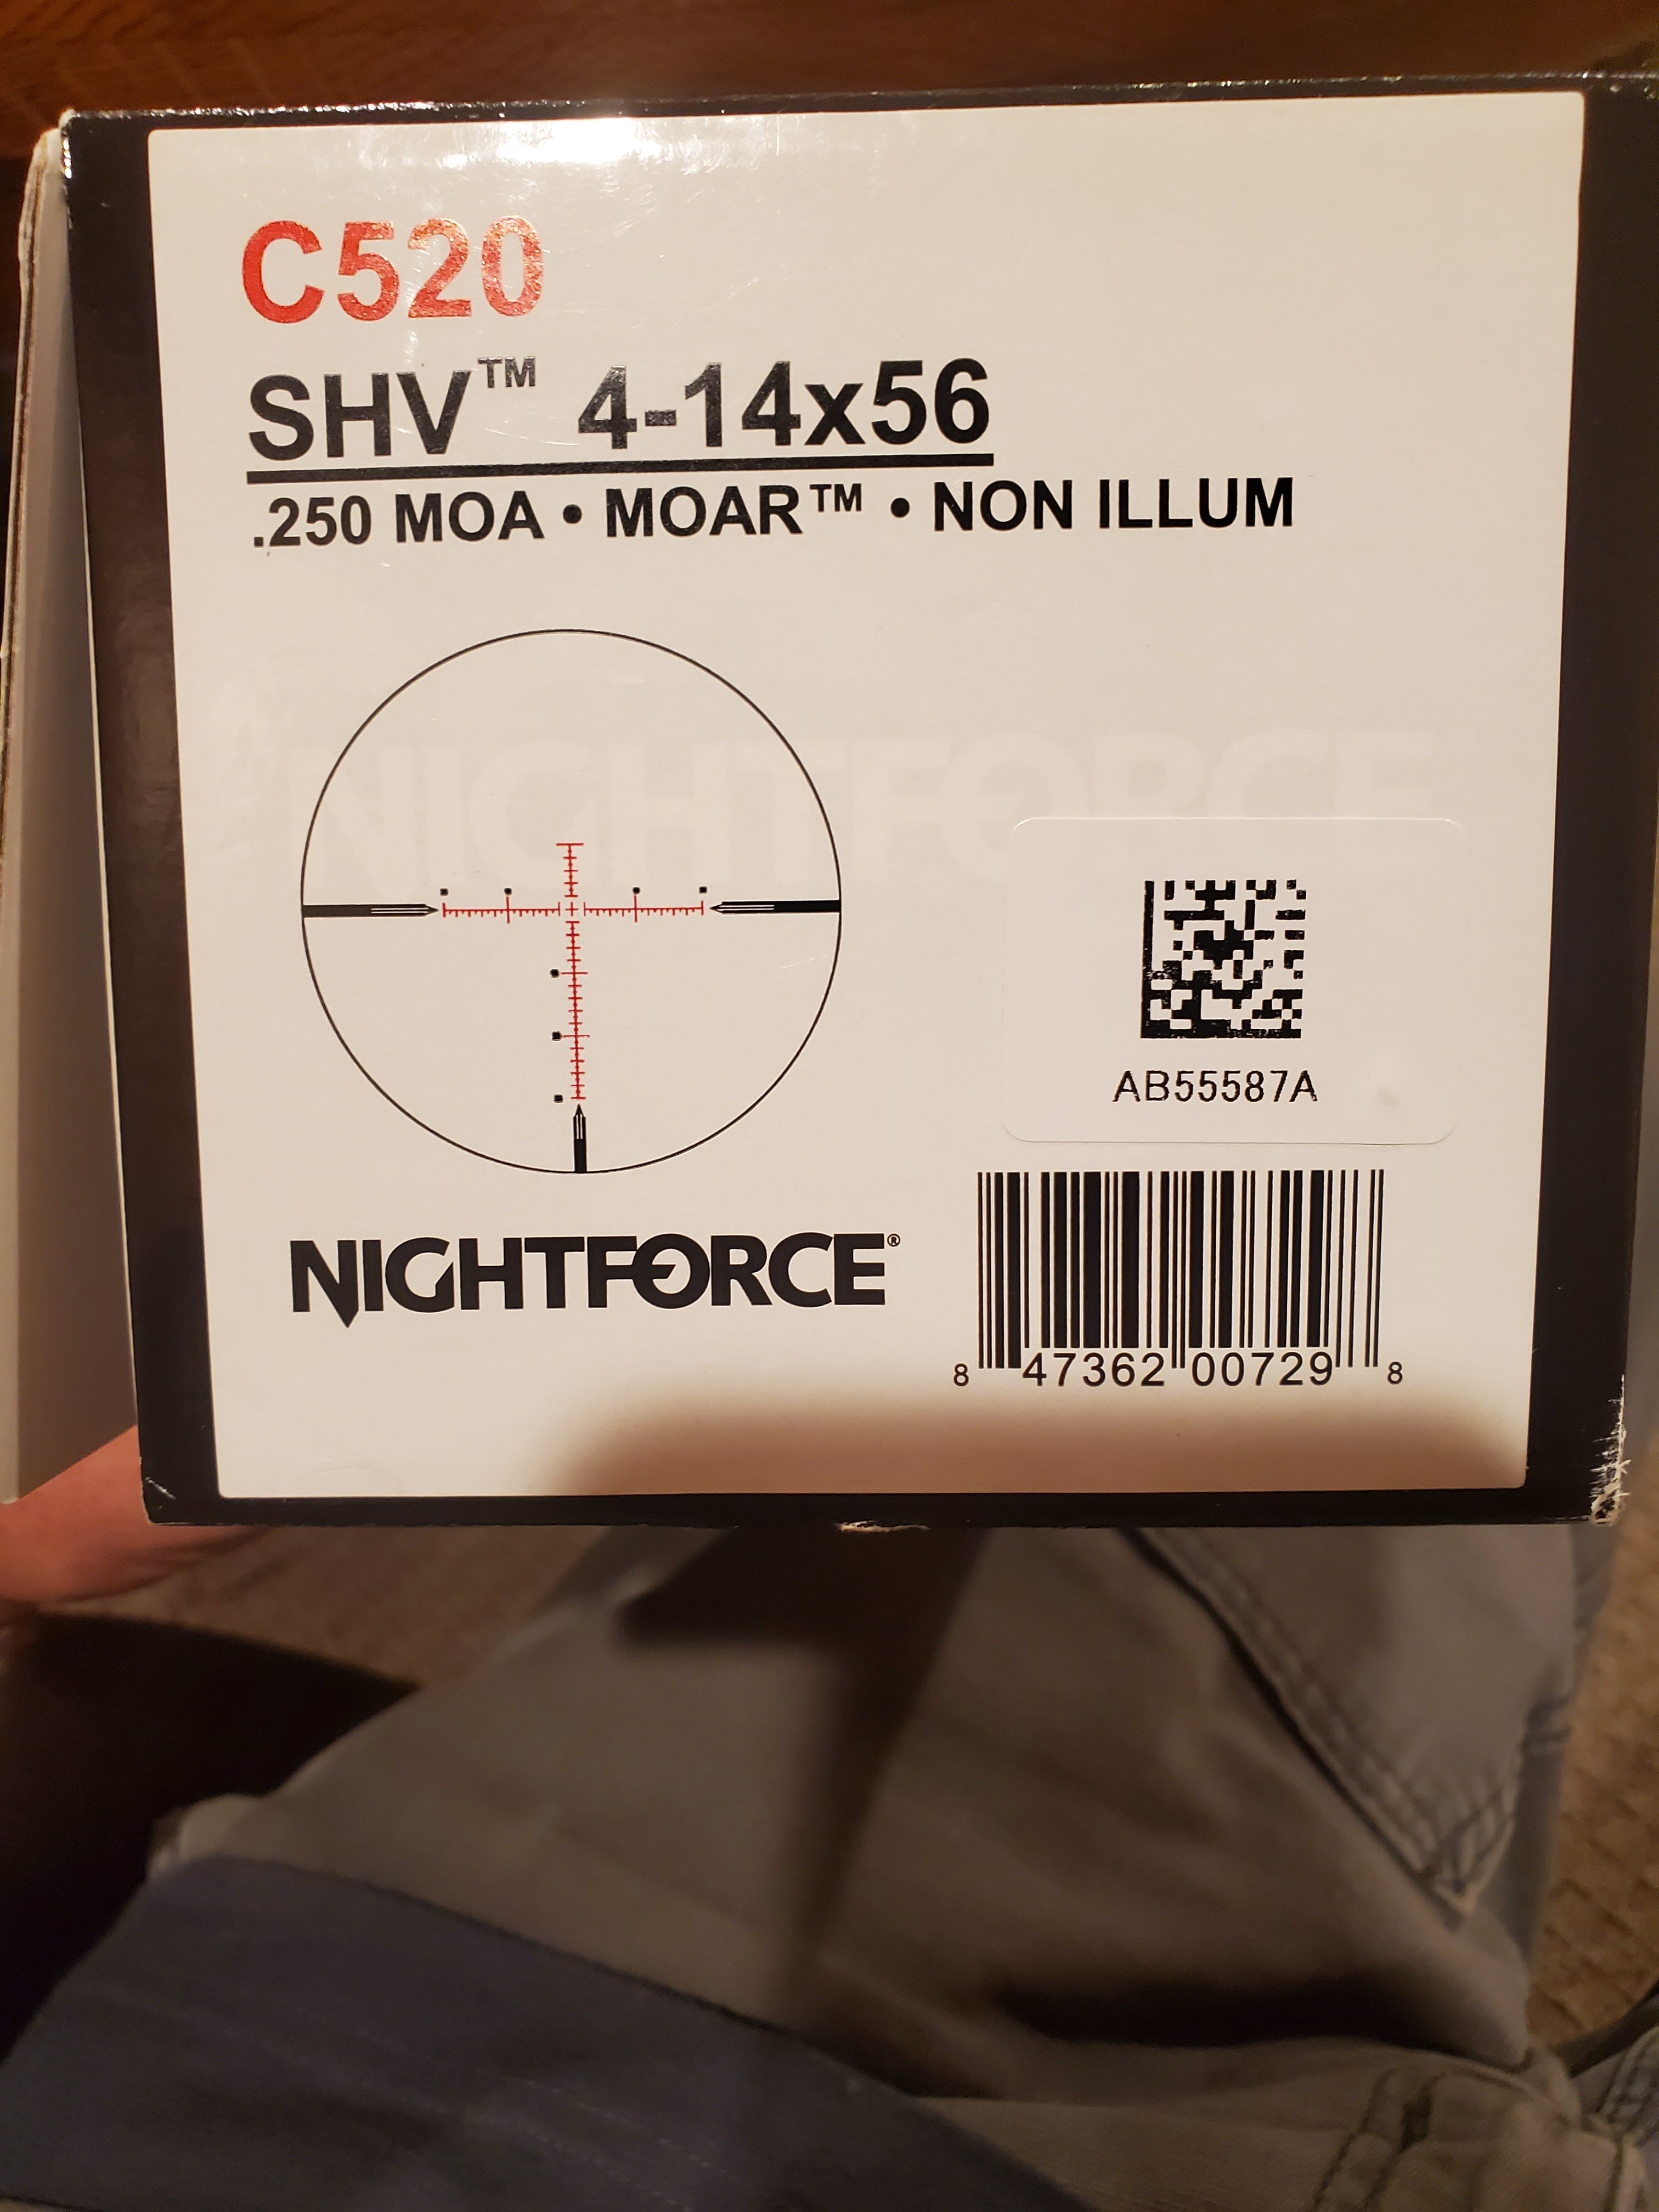 C520
SHV™ 4-14x56
.250 MOA • MOAR™ • NON ILLUM
NIGHTFORCE
AB55587A
NIGHTFORCE®
8 47362 00729 8